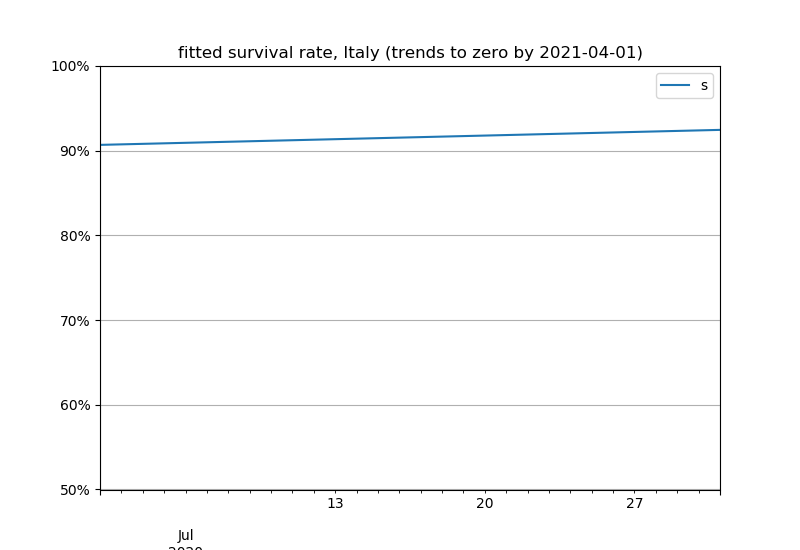 fitted survival rate, Italy (trends to zero by 2021-04-01)
100%
s
90%
80%
70%
60%
50%
13 20 27
Jul
2020